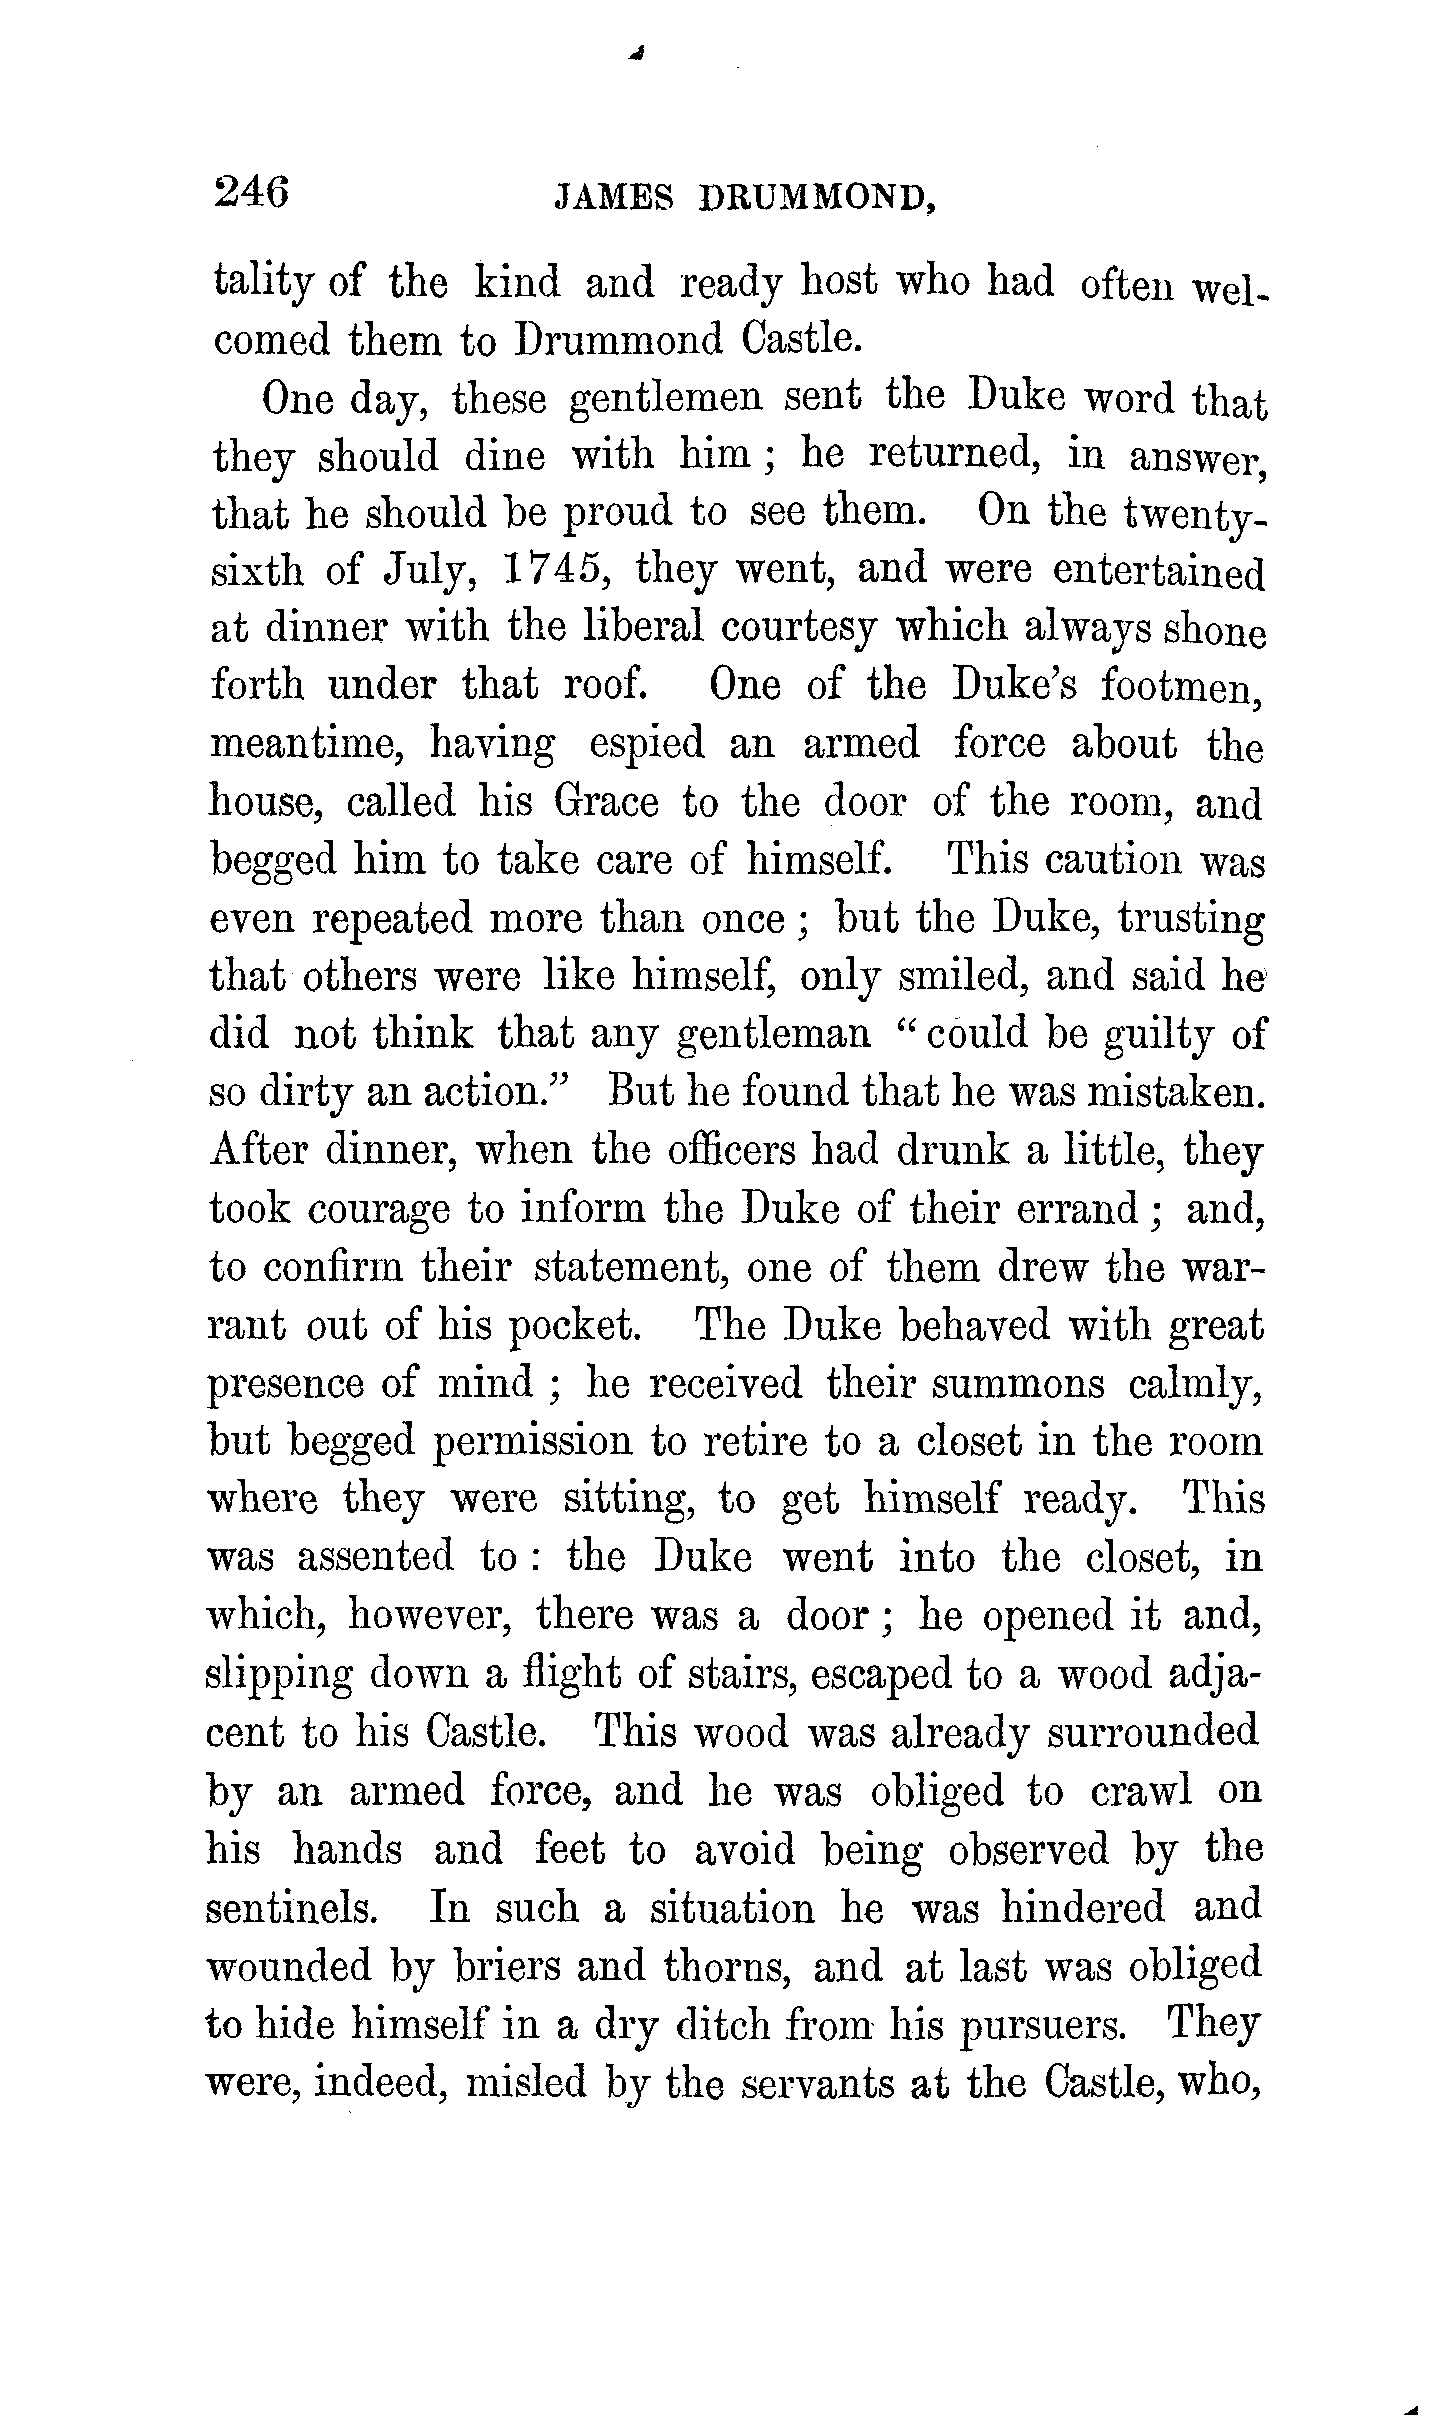 246 JAMES DRUMMOND,
tality of the kind and ready host who had often wel-
comed them to Drummond Castle.
One day, these gentlemen sent the Duke word that
they should dine with him ; he returned, in answer,
that he should be proud to see them. On the twenty-
sixth of July, 1745, they went, and were entertained
at dinner with the liberal courtesy which always shone
forth under that roof. One of the Duke's footmen,
meantime, having espied an armed force about the
house, called his Grace to the door of the room, and
begged him to take care of himself. This caution was
even repeated more than once ; but the Duke, trusting
that others were like himself, only smiled, and said he
did not think that any gentleman " could be guilty of
so dirty an action." But he found that he was mistaken.
After dinner, when the officers had drunk a little, they
took courage to inform the Duke of their errand ; and,
to confirm their statement, one of them drew the war-
rant out of his pocket. The Duke behaved with great
presence of mind ; he received their summons calmly,
but begged permission to retire to a closet in the room
where they were sitting, to get himself ready. This
was assented to : the Duke went into the closet, in
which, however, there was a door ; he opened it and,
slipping down a flight of stairs, escaped to a wood adja-
cent to his Castle. This wood was already surrounded
by an armed force, and he was obliged to crawl on
his hands and feet to avoid being observed by the
sentinels. In such a situation he was hindered and
wounded by briers and thorns, and at last was obliged
to hide himself in a dry ditch from his pursuers. They
were, indeed, misled by the servants at the Castle, who,